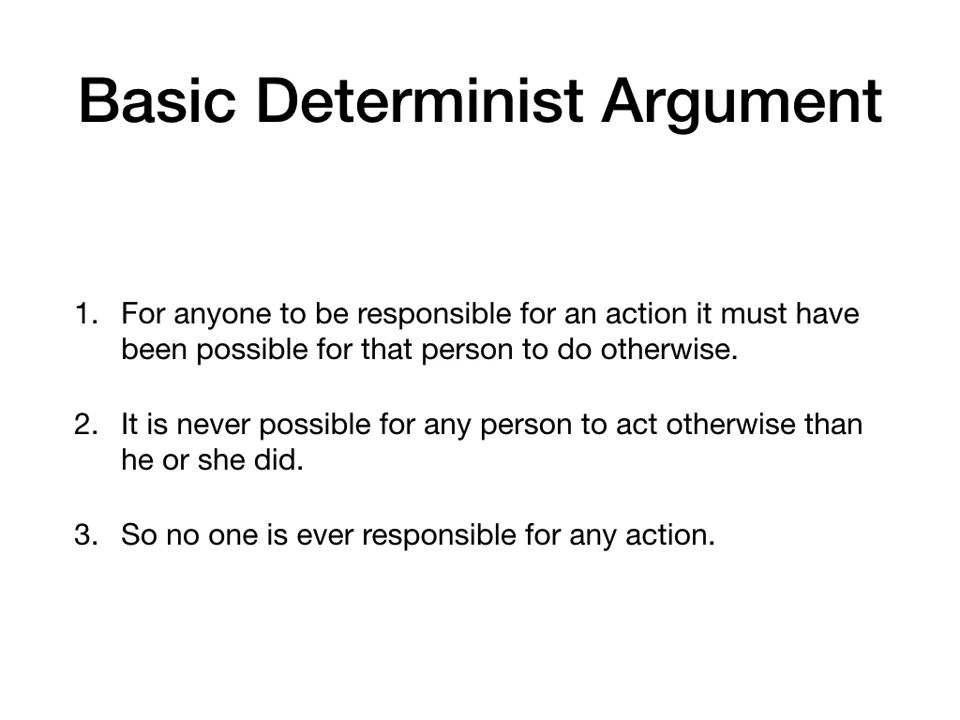 Basic Determinist Argument
1. For anyone to be responsible for an action it must have
been possible for that person to do otherwise.
2. It is never possible for any person to act otherwise than
he or she did.
3. So no one is ever responsible for any action.